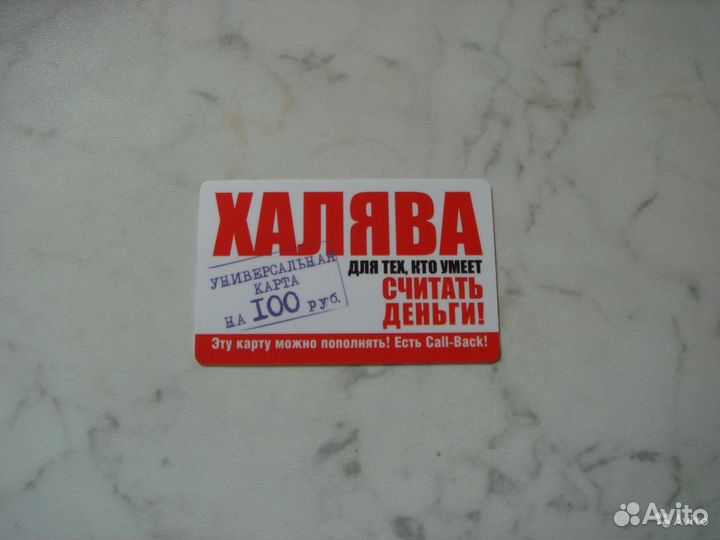 ХАЛЯВА
ДЛЯ ТЕХ, КТО УМЕЕТ
СЧИТАТЬ
ДЕНЬГИ!
УНИВЕРСАЛЬНАЯ
КАРТА
НА 100 руб.
Эту карту можно пополнять! Есть Call-Back!
Avito
Avito